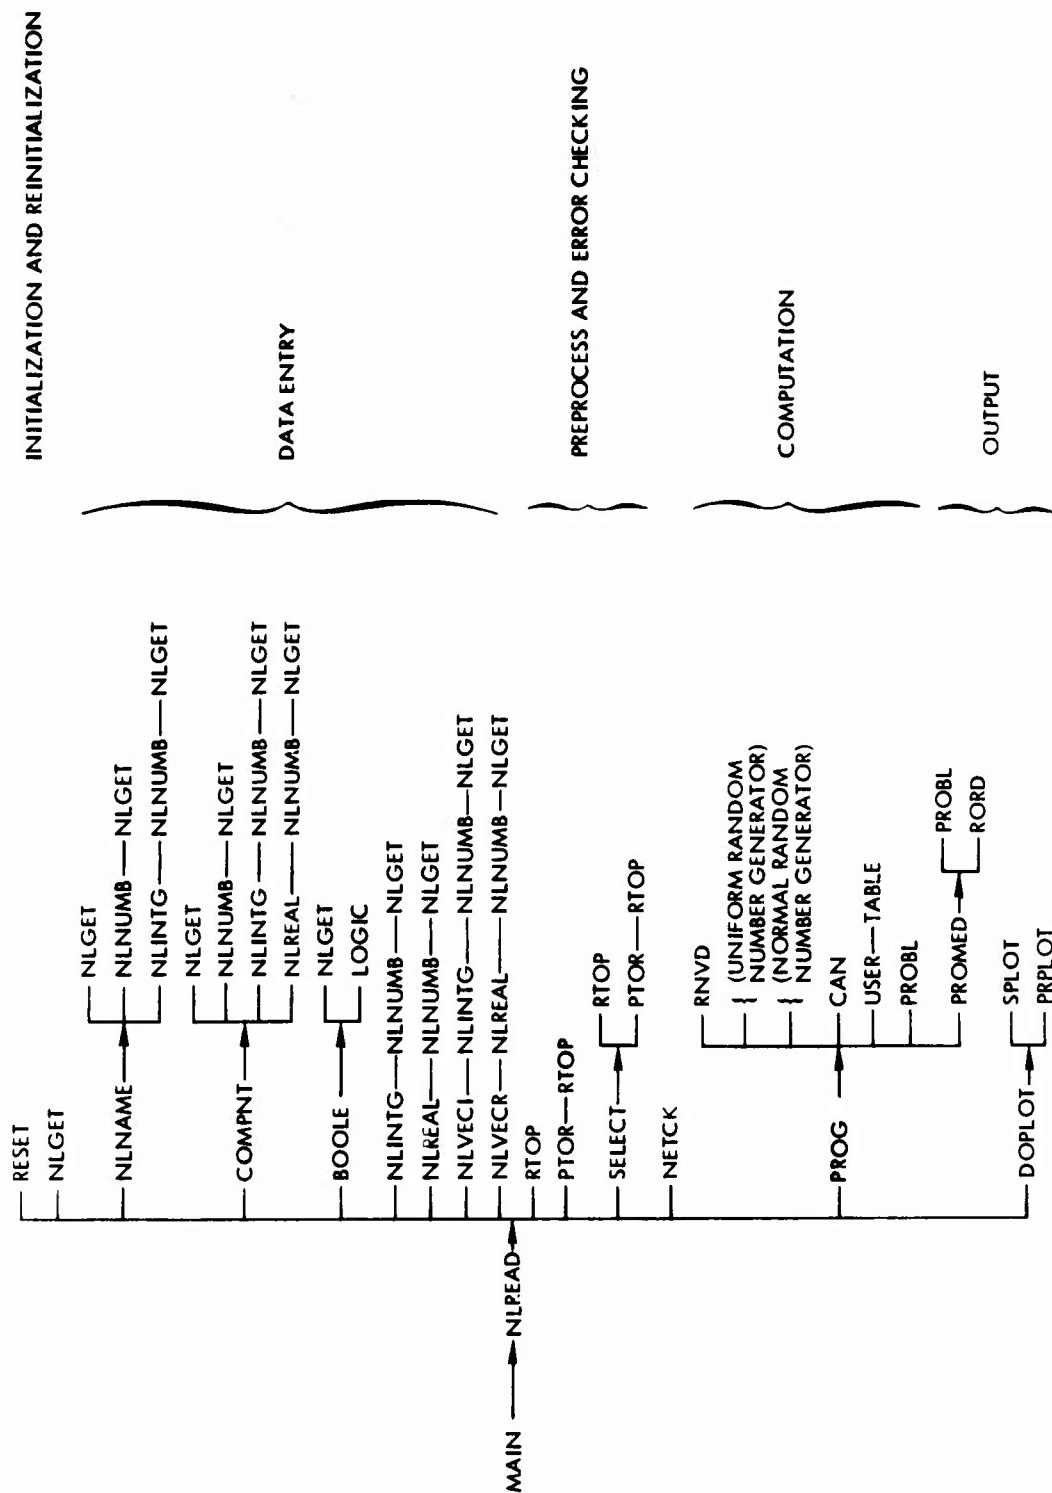 RESET INITIALIZATION AND REINITIALIZATION
NLGET
NLGET
NLNAME NLNUMB NLGET
NLINTG NLNUMB NLGET
NLGET
NLNUMB NLGET
COMPNT NLINTG NLNUMB NLGET DATA ENTRY
NLREAL NLNUMB NLGET
NLGET
BOOLE
LOGIC
NLINTG NLNUMB NLGET
NLREAL NLNUMB NLGET
NLVECI NLINTG NLNUMB NLGET
NLVECR NLREAL NLNUMB NLGET
MAIN NLREAD
RTOP
PTOR RTOP PREPROCESS AND ERROR CHECKING
RTOP
SELECT
PTOR RTOP
NETCK
RNVD
(UNIFORM RANDOM
NUMBER GENERATOR)
(NORMAL RANDOM
NUMBER GENERATOR)
PROG CAN COMPUTATION
USER TABLE
PROBL
PROMED PROBL
RORD
SPLOT
DOPLOT OUTPUT
PRPLOT